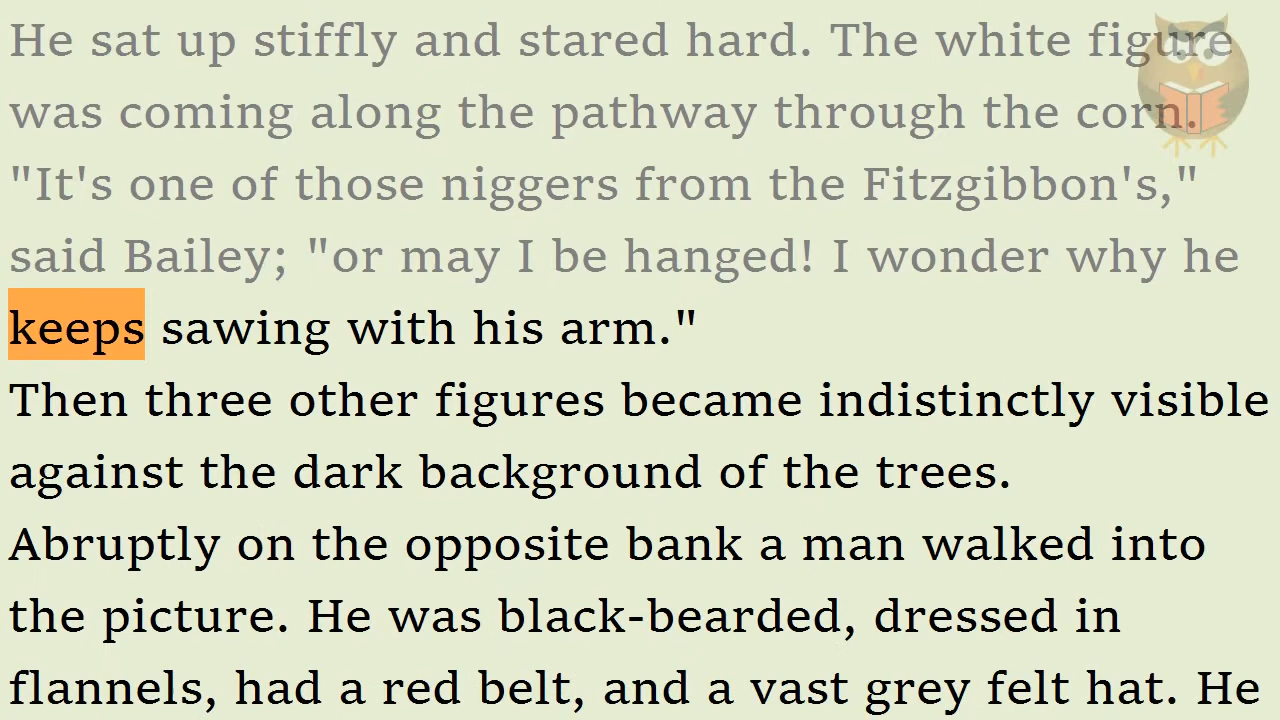 He sat up stiffly and stared hard. The white figure
was coming along the pathway through the corn.
"It's one of those niggers from the Fitzgibbon's,"
said Bailey; "or may I be hanged! I wonder why he
keeps sawing with his arm."
Then three other figures became indistinctly visible
against the dark background of the trees.
Abruptly on the opposite bank a man walked into
the picture. He was black-bearded, dressed in
flannels, had a red belt, and a vast grey felt hat. He